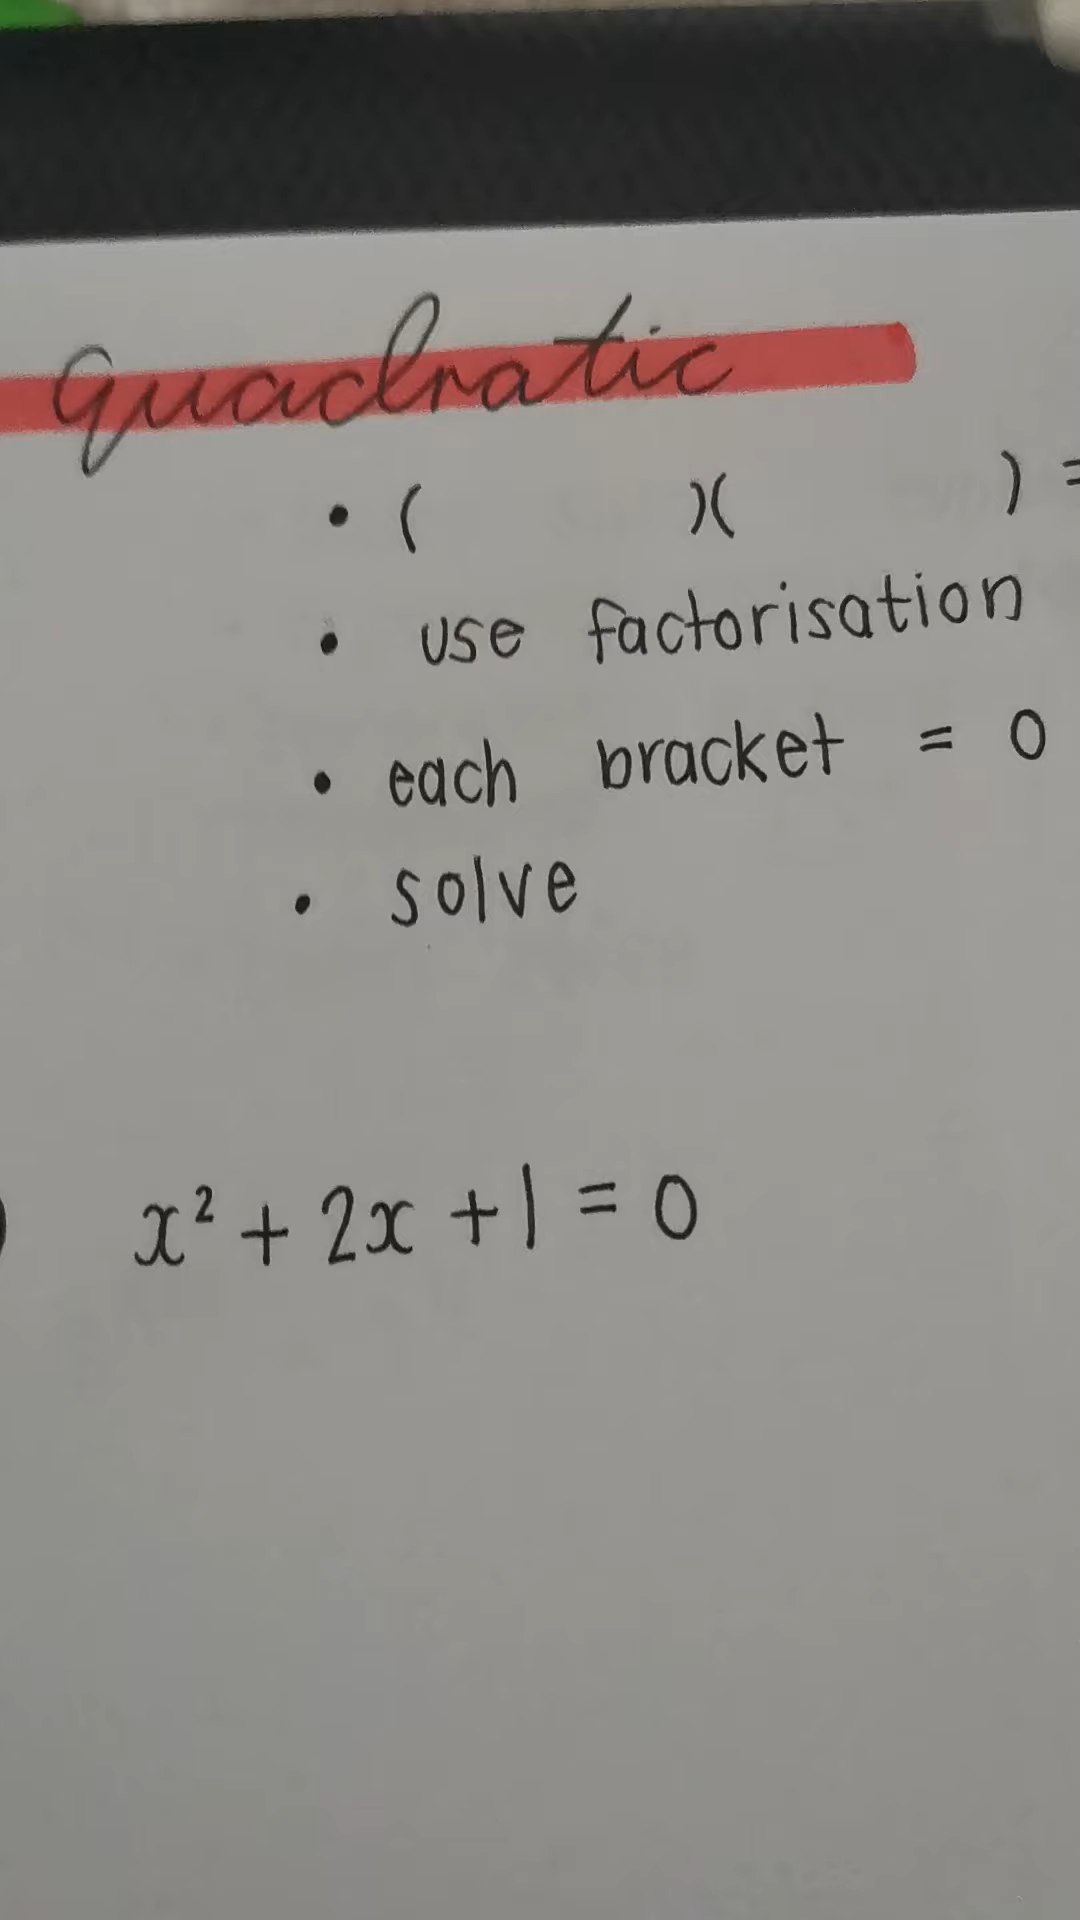 quadratic
• ( )( ) =
• use factorisation
• each bracket = 0
• solve
) x² + 2x + 1 = 0